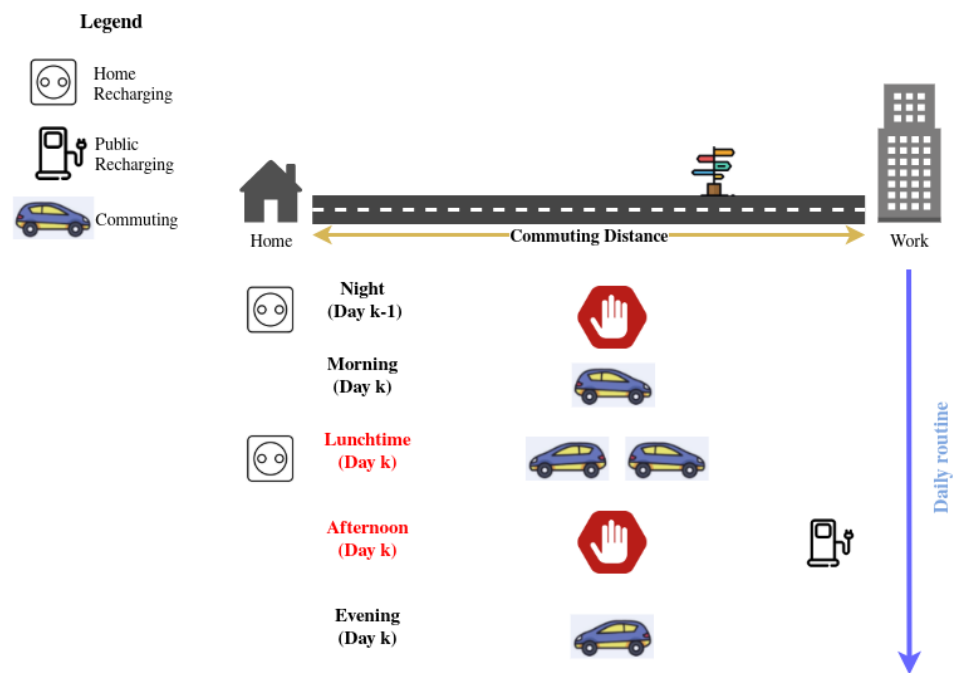 Legend
Home
Recharging
Public
Recharging
Commuting
Home
Commuting Distance
Work
Night
(Day k-1)
Morning
(Day k)
Lunchtime
(Day k)
Afternoon
(Day k)
Evening
(Day k)
Daily routine